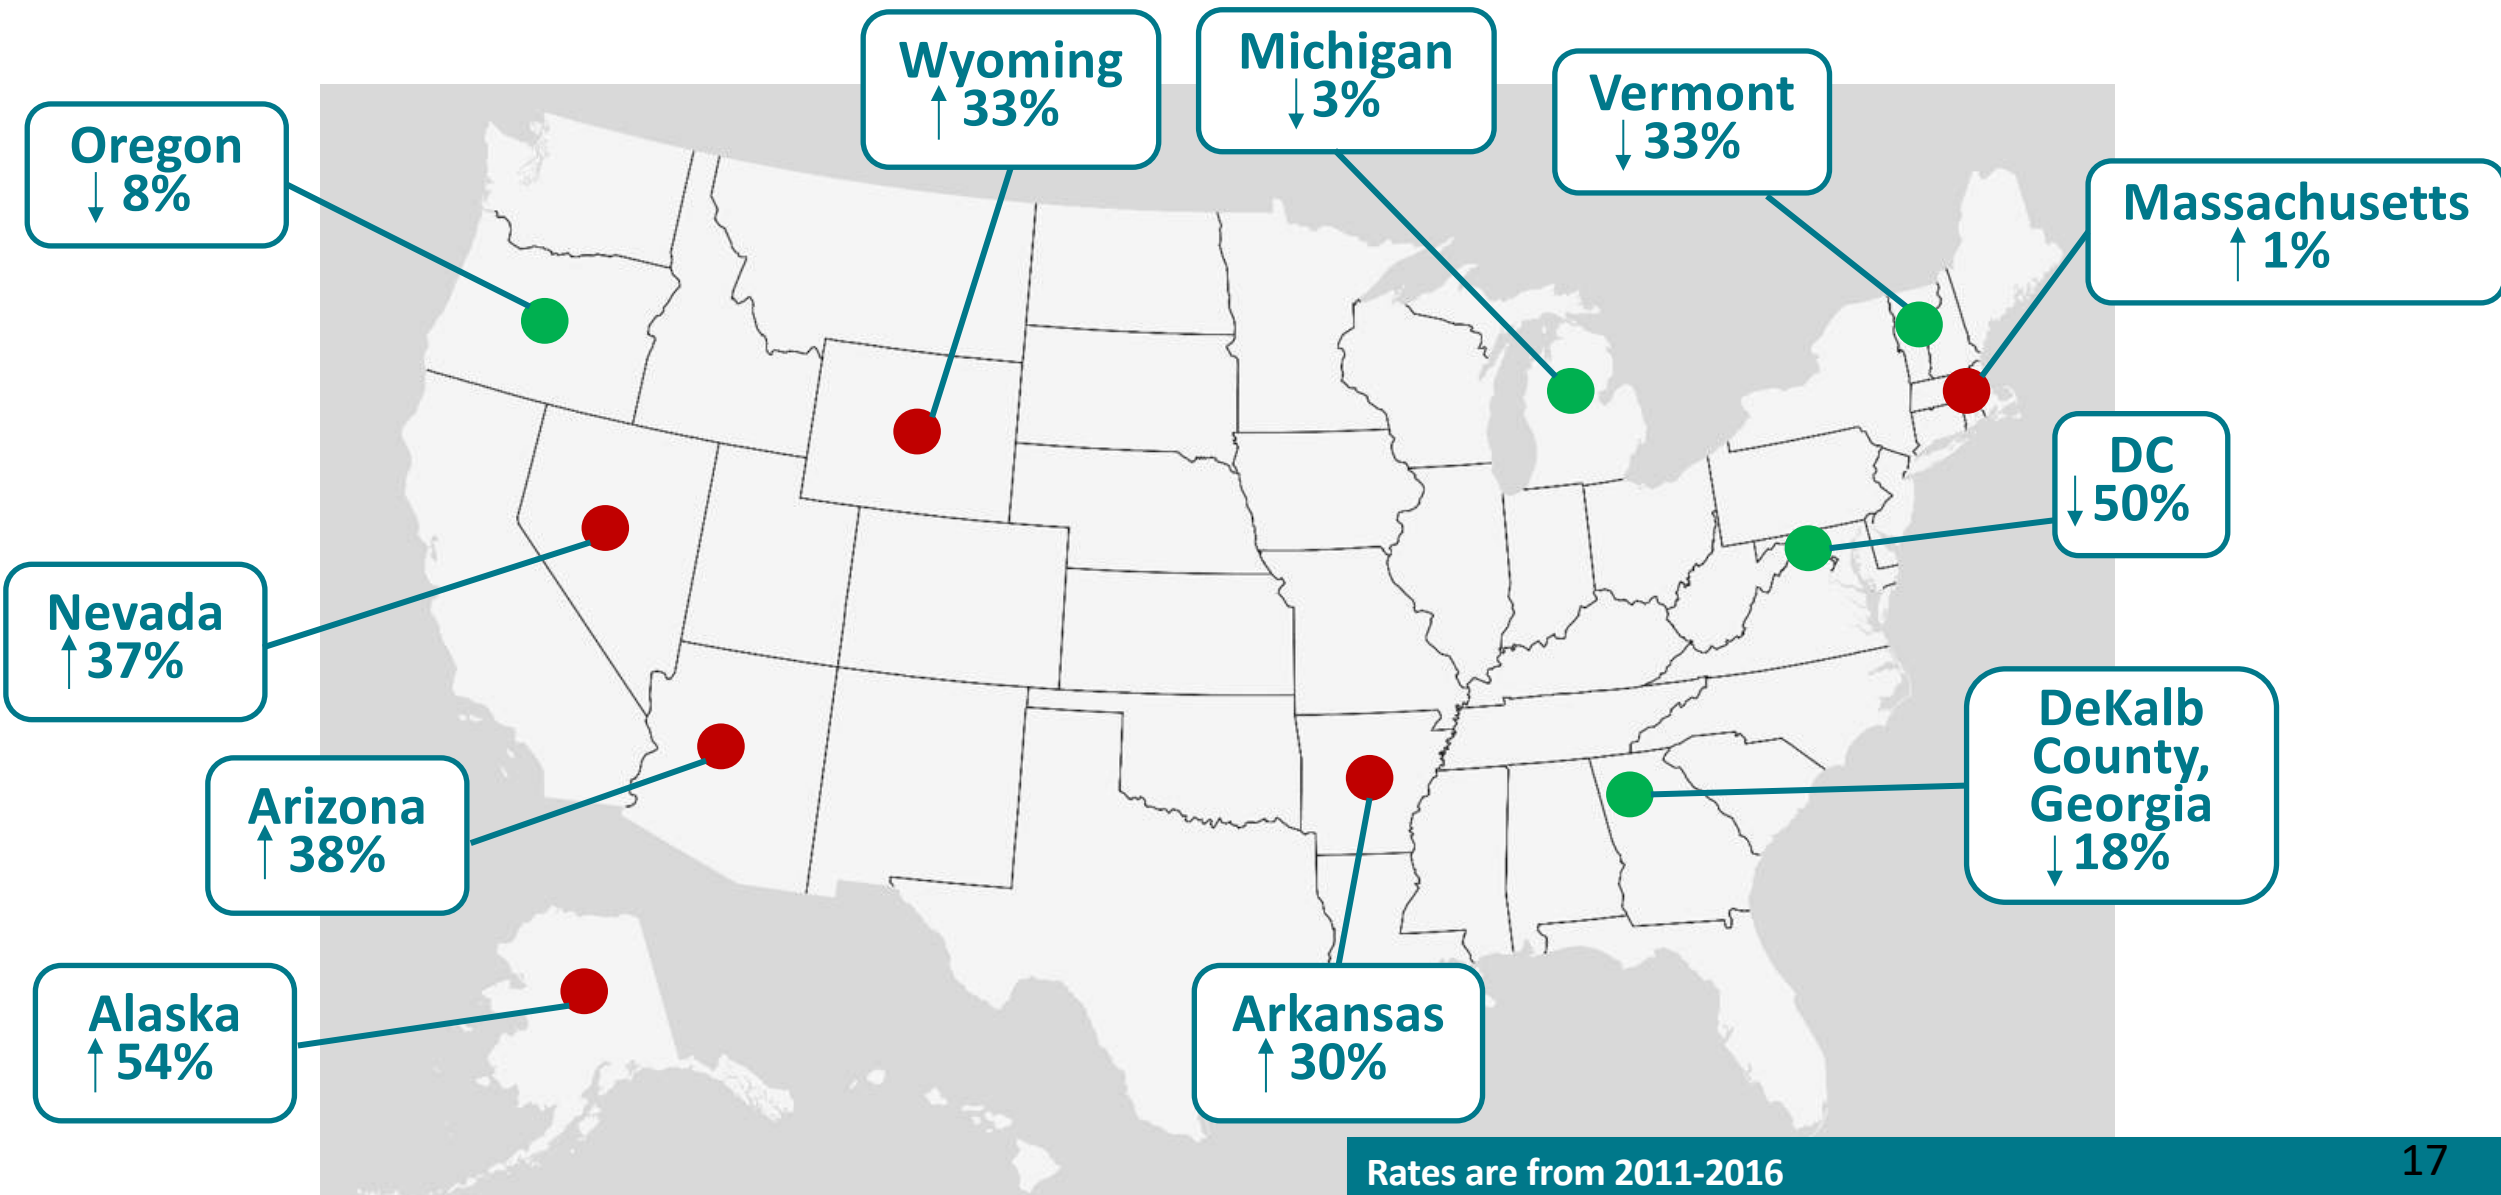 Wyoming
↑ 33%
Michigan
↓ 3%
Vermont
↓ 33%
Oregon
↓ 8%
Massachusetts
↑ 1%
DC
↓ 50%
Nevada
↑ 37%
DeKalb
County,
Georgia
↓ 18%
Arizona
↑ 38%
Alaska
↑ 54%
Arkansas
↑ 30%
Rates are from 2011-2016
17